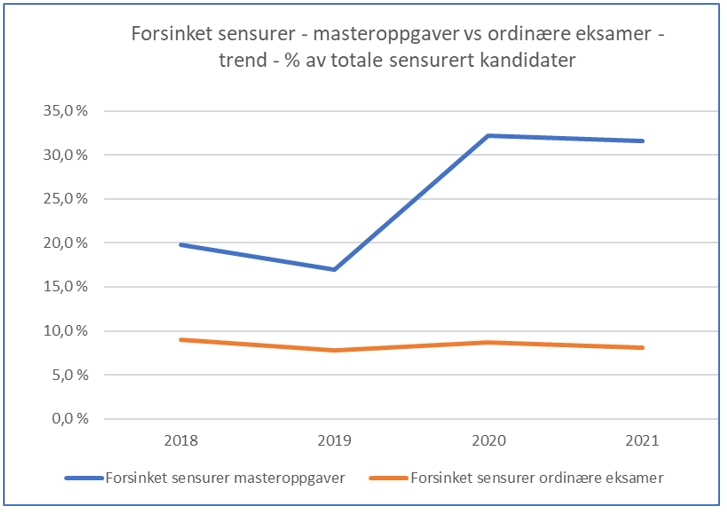 Forsinket sensurer - masteroppgaver vs ordinære eksamer -
trend - % av totale sensurert kandidater
35,0 %
30,0 %
25,0 %
20,0 %
15,0 %
10,0 %
5,0 %
0,0 %
2018 2019 2020 2021
Forsinket sensurer masteroppgaver Forsinket sensurer ordinære eksamer